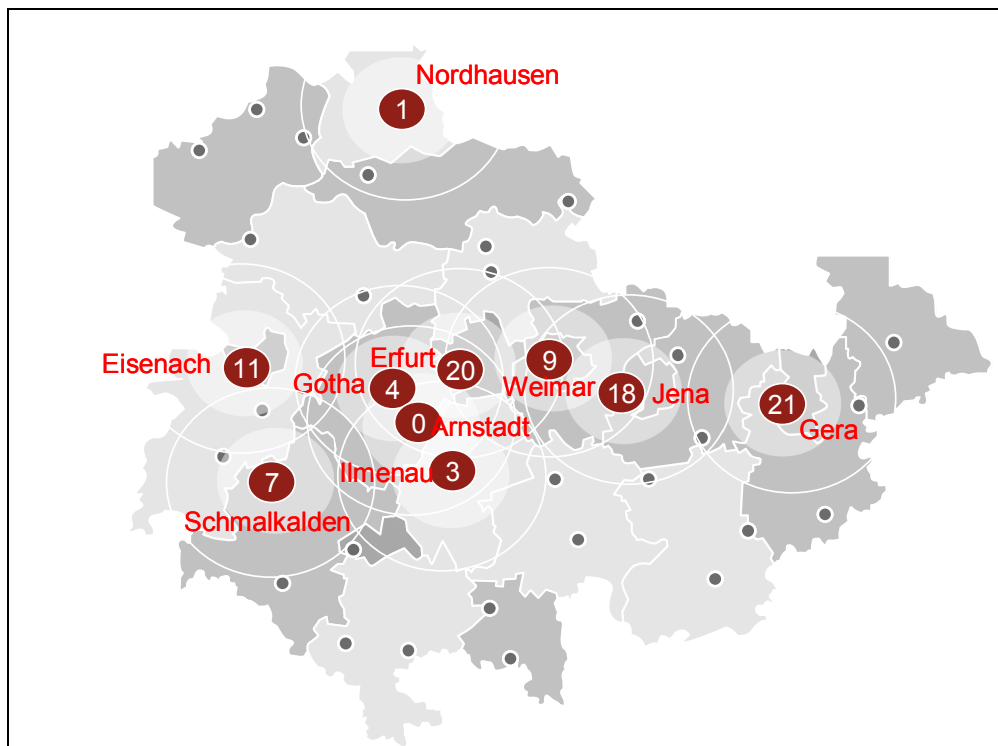 Nordhausen
1
Eisenach
11
Erfurt
20
Gotha
4
9
Weimar
18
Jena
21
Gera
0
Arnstadt
Ilmenau
3
7
Schmalkalden